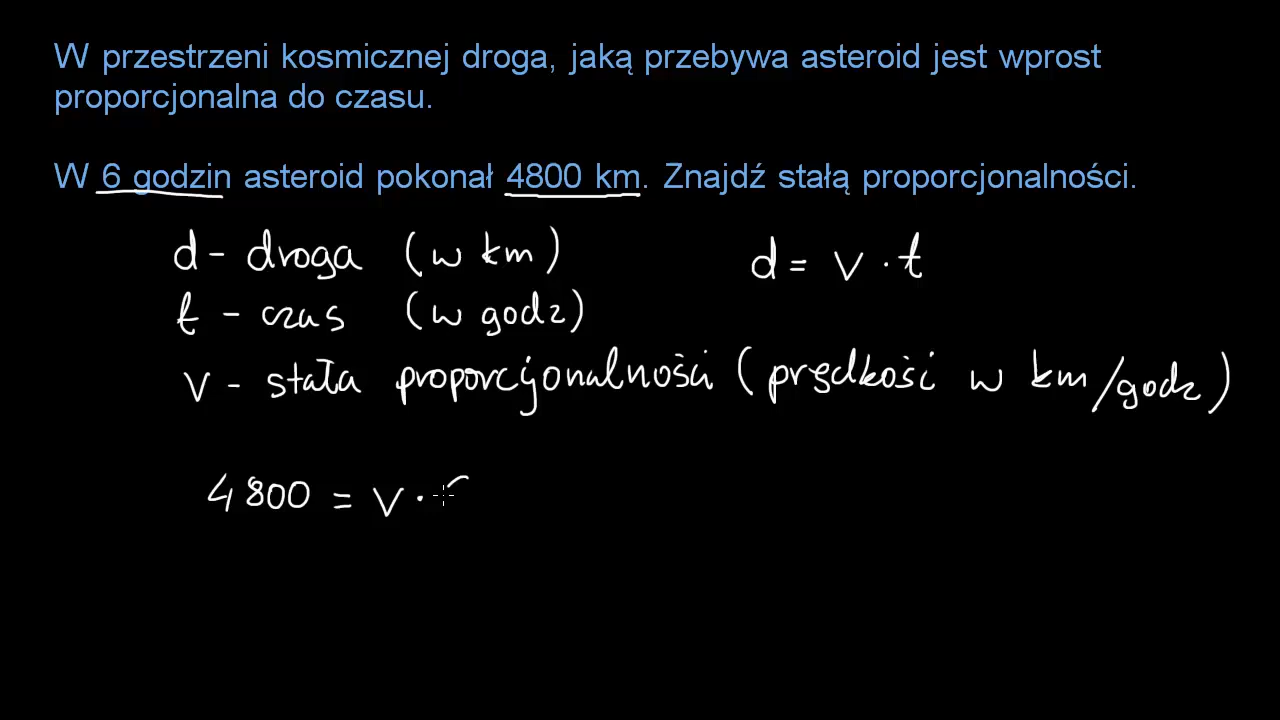 W przestrzeni kosmicznej droga, jaką przebywa asteroid jest wprost
proporcjonalna do czasu.
W 6 godzin asteroid pokonał 4800 km. Znajdź stałą proporcjonalności.
d - droga (w km)
d = v · t
t - czas (w godz)
v - stała proporcjonalności (prędkość w km/godz)
4800 = v ·